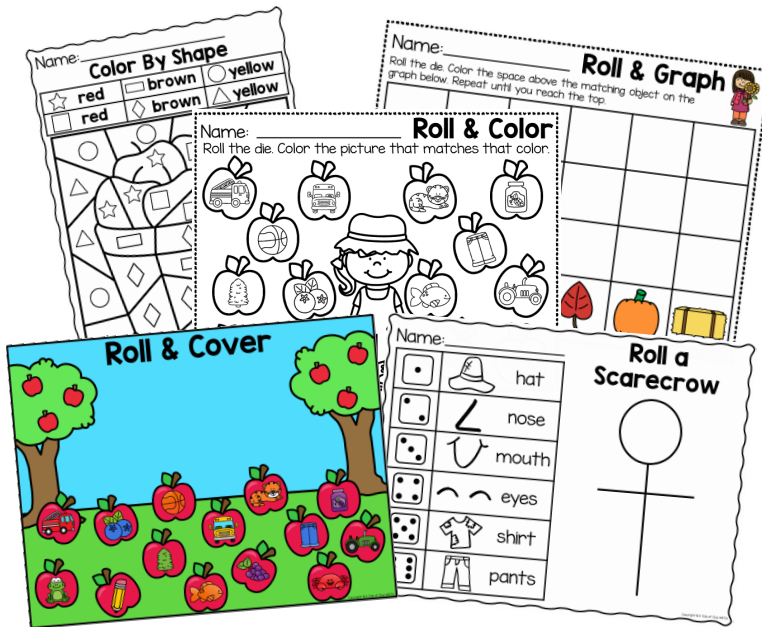 Name:
Color By Shape
red
brown
yellow
red
brown
yellow
Name:
Roll & Graph
Roll the die. Color the space above the matching object on the
graph below. Repeat until you reach the top.
Name:
Roll & Color
Roll the die. Color the picture that matches that color.
Roll & Cover
Name:
Roll a
Scarecrow
hat
nose
mouth
eyes
shirt
pants